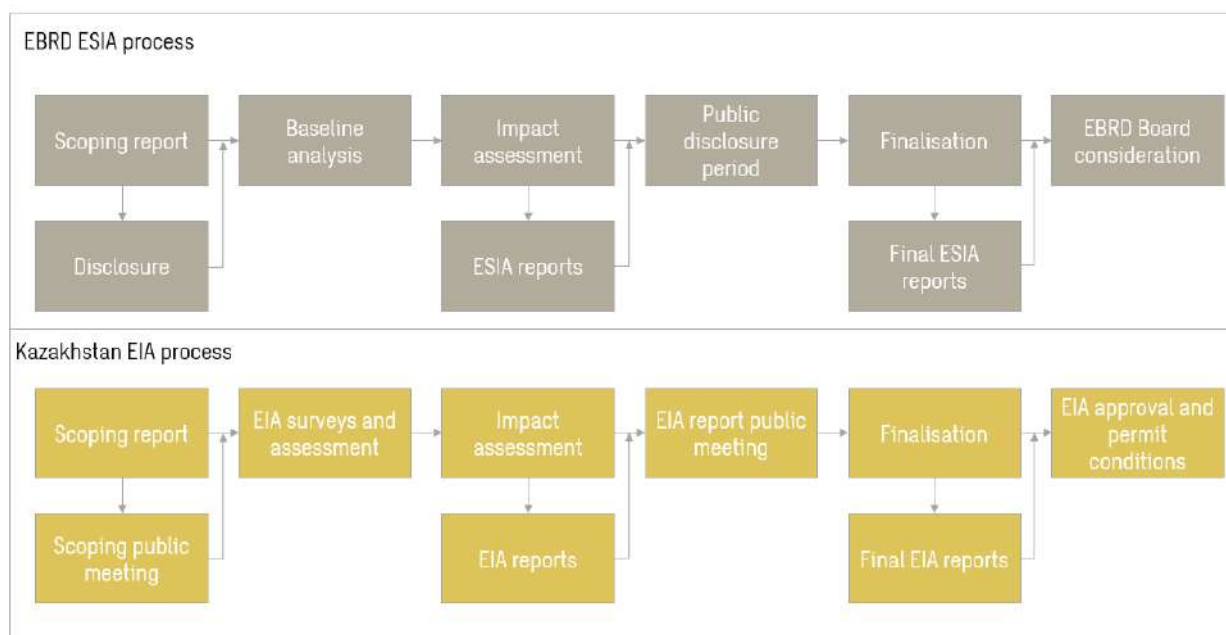 EBRD ESIA process
Scoping report
Baseline
analysis
Impact
assessment
Public
disclosure
period
Finalisation
EBRD Board
consideration
Disclosure
ESIA reports
Final ESIA
reports
Kazakhstan EIA process
Scoping report
EIA surveys and
assessment
Impact
assessment
EIA report public
meeting
Finalisation
EIA approval and
permit
conditions
Scoping public
meeting
EIA reports
Final EIA reports